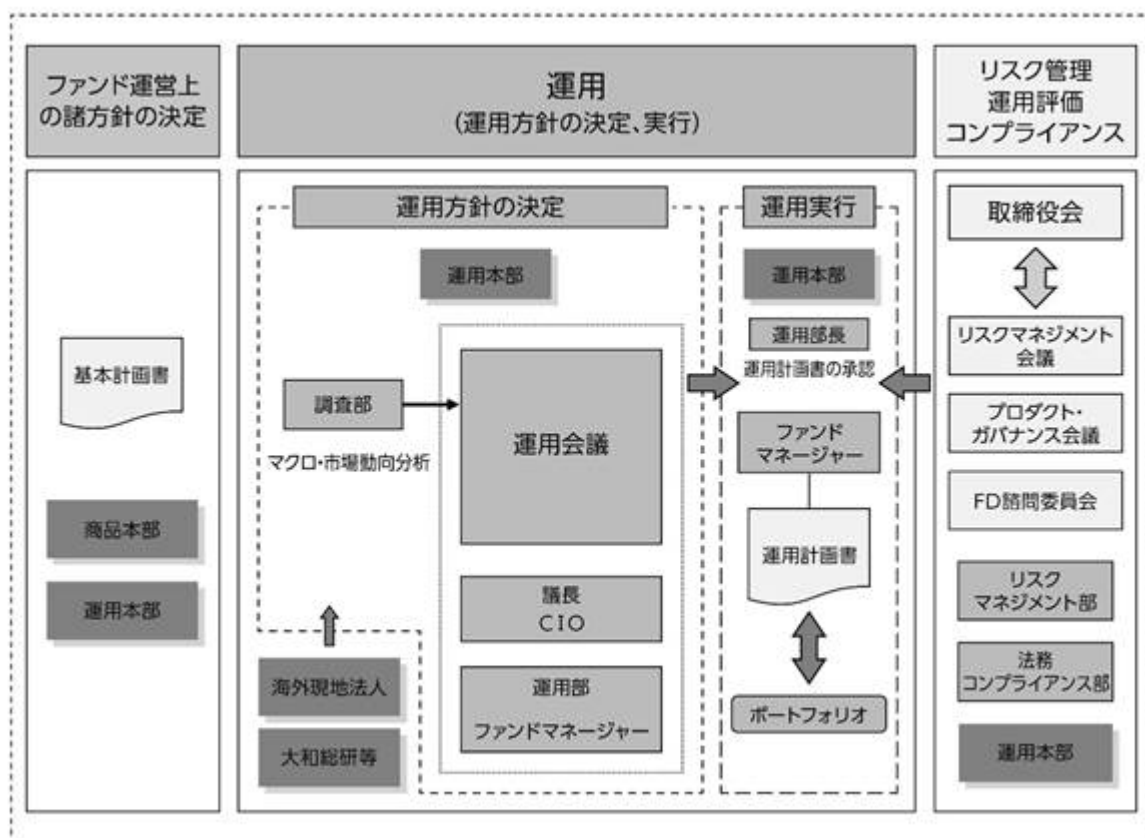 ファンド運営上
の諸方針の決定
運用
(運用方針の決定、実行)
リスク管理
運用評価
コンプライアンス
基本計画書
商品本部
運用本部
運用方針の決定
運用本部
調査部
マクロ・市場動向分析
運用会議
議長
CIO
運用部
ファンドマネージャー
海外現地法人
大和総研等
運用実行
運用本部
運用部長
運用計画書の承認
ファンド
マネージャー
運用計画書
ポートフォリオ
取締役会
リスクマネジメント
会議
プロダクト・
ガバナンス会議
FD諮問委員会
リスク
マネジメント部
法務
コンプライアンス部
運用本部